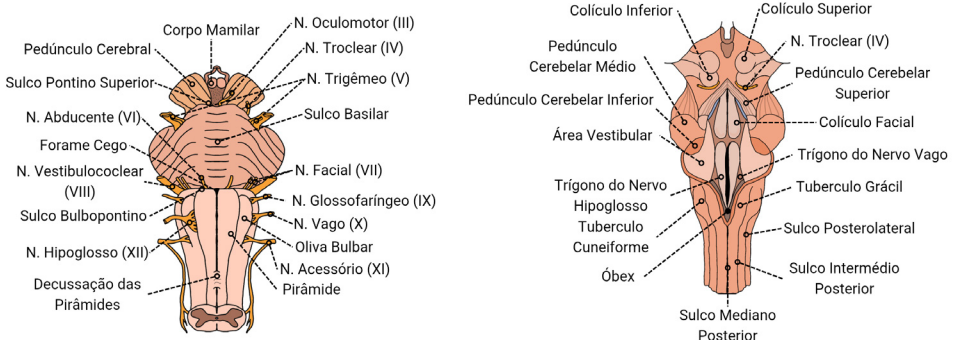 Corpo Mamilar
N. Oculomotor (III)
Pedúnculo Cerebral
N. Troclear (IV)
Sulco Pontino Superior
N. Trigêmeo (V)
N. Abducente (VI)
Sulco Basilar
Forame Cego
N. Vestibulococlear
(VIII)
N. Facial (VII)
Sulco Bulbopontino
N. Glossofaríngeo (IX)
N. Vago (X)
N. Hipoglosso (XII)
Oliva Bulbar
N. Acessório (XI)
Decussação das
Pirâmides
Pirâmide
Colículo Inferior
Colículo Superior
Pedúnculo
Cerebelar Médio
N. Troclear (IV)
Pedúnculo Cerebelar
Superior
Pedúnculo Cerebelar Inferior
Colículo Facial
Área Vestibular
Trígono do Nervo Vago
Trígono do Nervo
Hipoglosso
Tuberculo Grácil
Tuberculo
Cuneiforme
Sulco Posterolateral
Óbex
Sulco Intermédio
Posterior
Sulco Mediano
Posterior